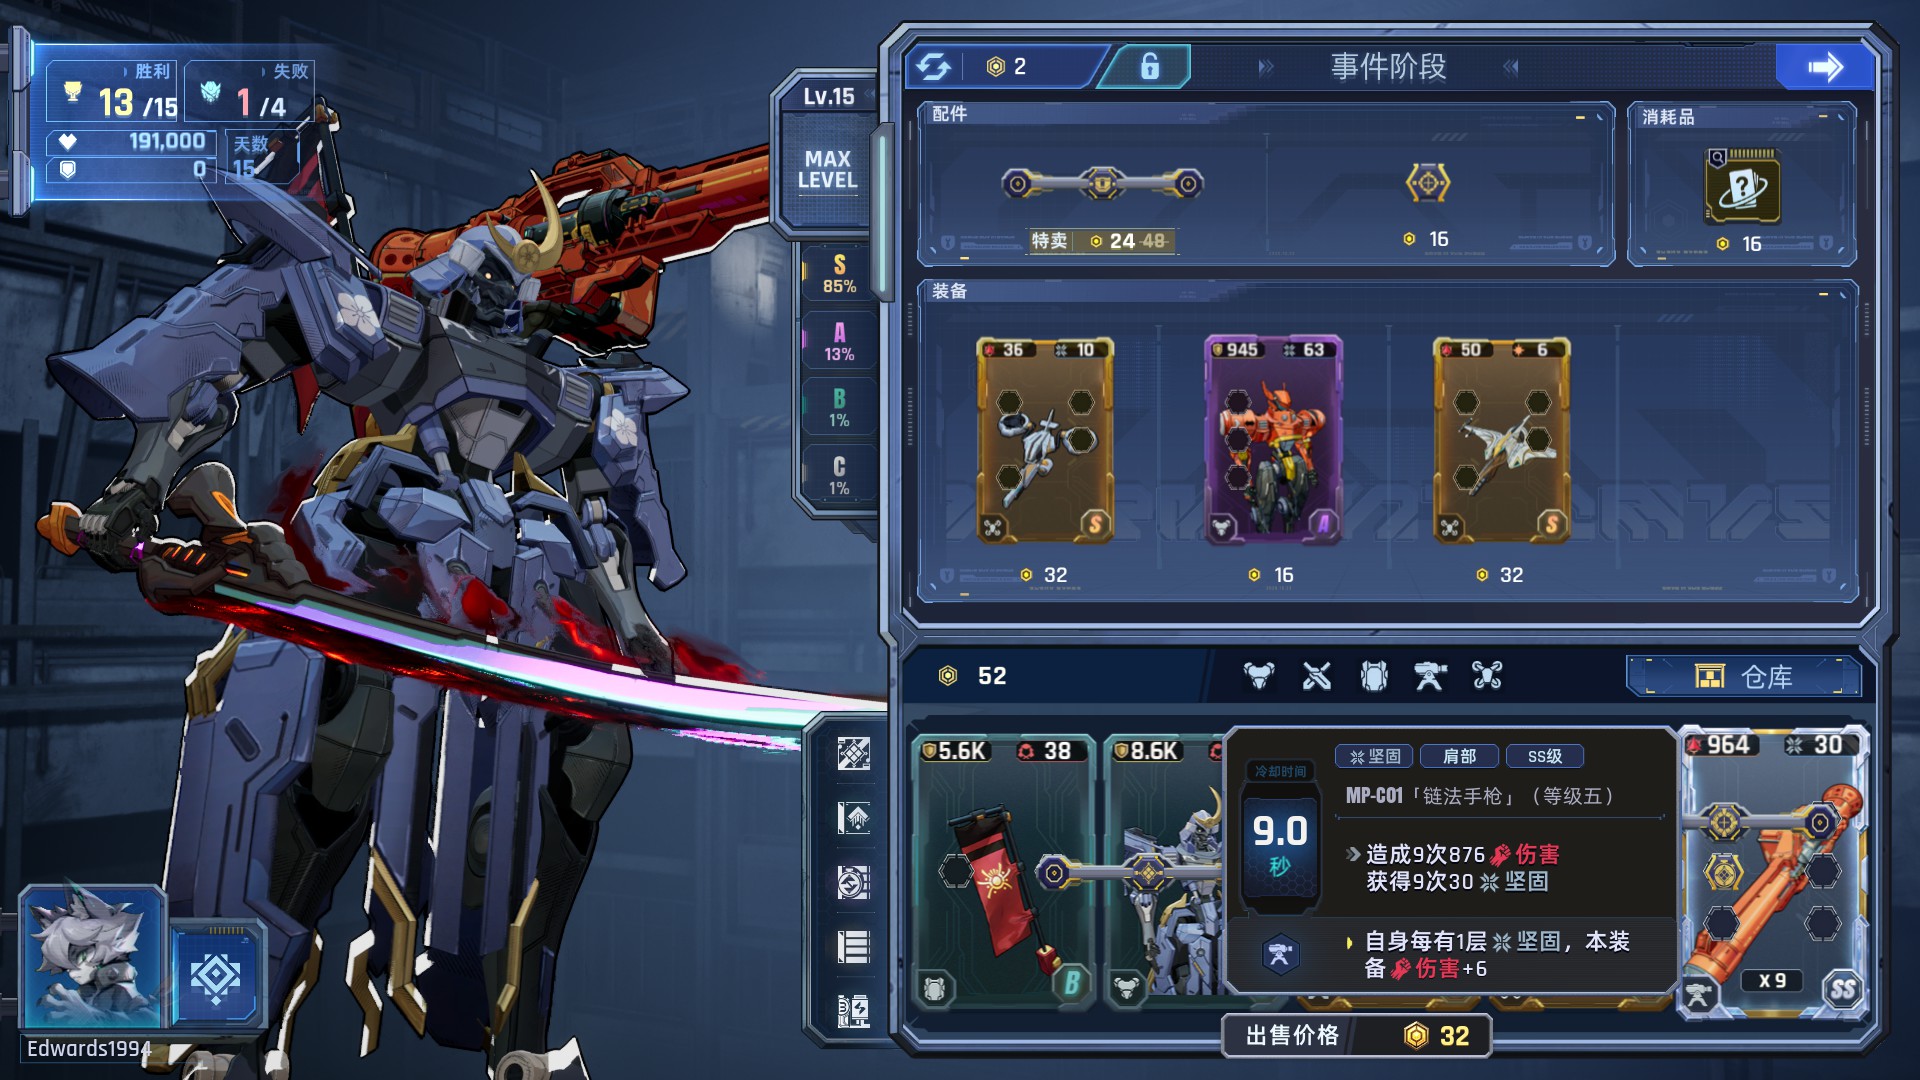 胜利
13 /15
失败
1 /4
191,000
0
天数
15
Edwards1994
Lv.15
MAX
LEVEL
S
85%
A
13%
B
1%
C
1%
2
事件阶段
配件
特卖 24 48
16
消耗品
16
装备
36 10
S
32
945 63
A
16
50 6
S
32
52
仓库
5.6K 38
B
8.6K
冷却时间
9.0
秒
坚固 肩部 SS级
MP-C01「链法手枪」（等级五）
造成9次876 伤害
获得9次30 坚固
自身每有1层 坚固，本装
备 伤害+6
964 30
X 9
SS
出售价格 32